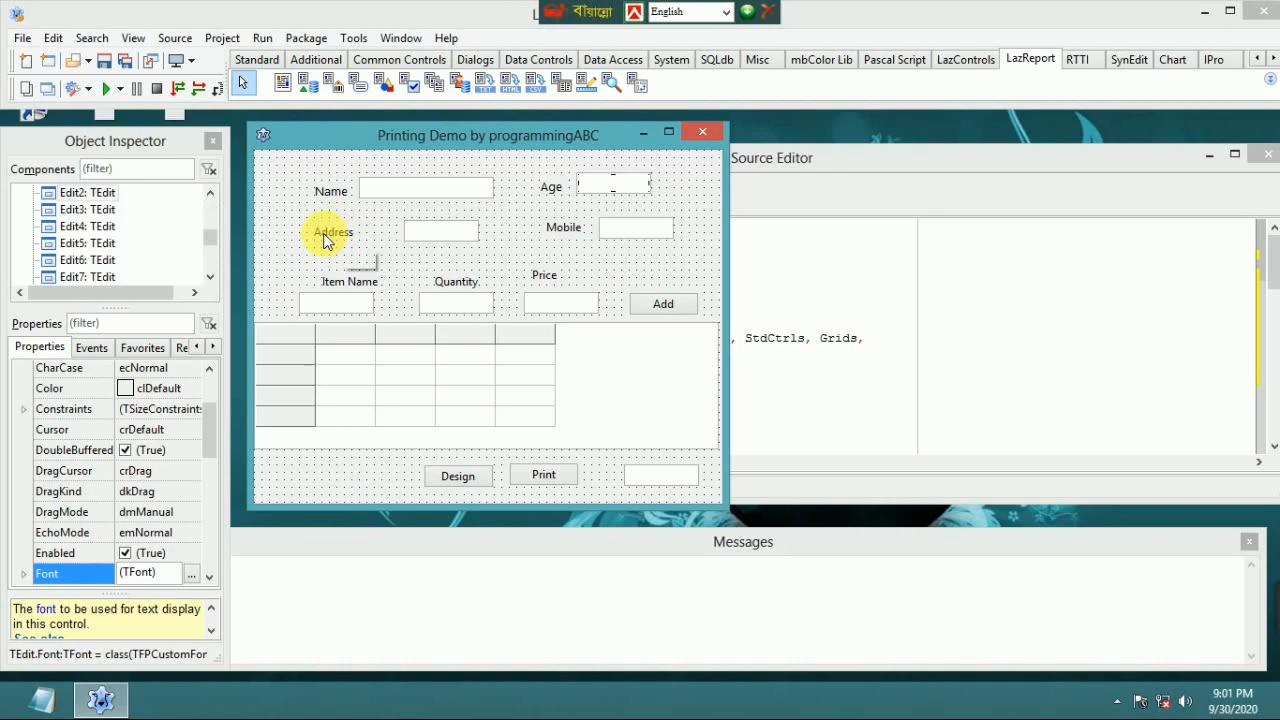 L
বায়ান্নো
English
File Edit Search View Source Project Run Package Tools Window Help
Standard Additional Common Controls Dialogs Data Controls Data Access System SQLdb Misc mbColor Lib Pascal Script LazControls LazReport RTTI SynEdit Chart IPro
Object Inspector
Components (filter)
Edit2: TEdit
Edit3: TEdit
Edit4: TEdit
Edit5: TEdit
Edit6: TEdit
Edit7: TEdit
Properties (filter)
Properties Events Favorites Re
CharCase ecNormal
Color clDefault
Constraints (TSizeConstraints
Cursor crDefault
DoubleBuffered (True)
DragCursor crDrag
DragKind dkDrag
DragMode dmManual
EchoMode emNormal
Enabled (True)
Font (TFont) ...
The font to be used for text display
in this control.
See also
TEdit.Font:TFont = class(TFPCustomFor
Printing Demo by programmingABC
Name Age
Address Mobile
Item Name Quantity. Price
Add
Design Print
Source Editor
, StdCtrls, Grids,
Messages
9:01 PM
9/30/2020